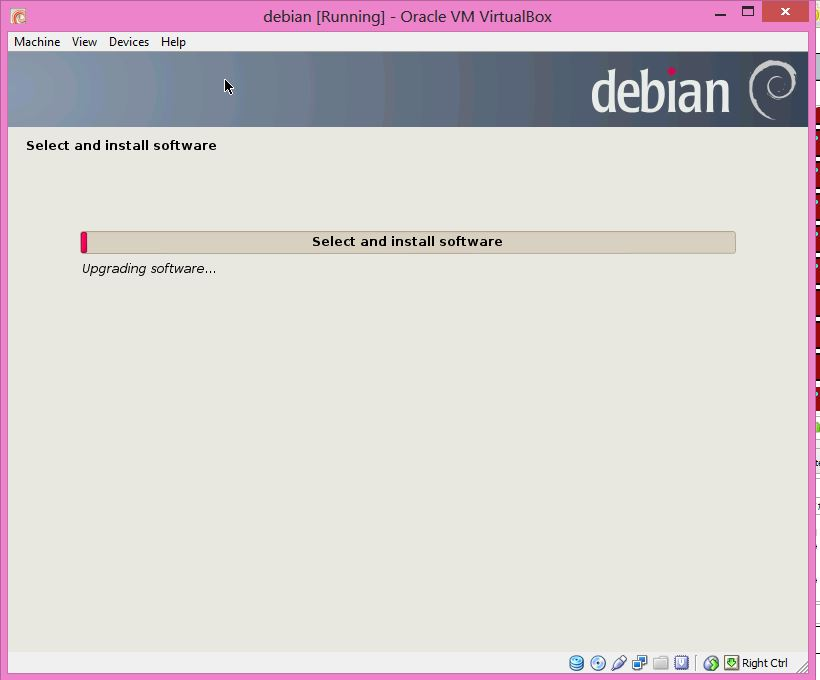 debian [Running] - Oracle VM VirtualBox
Machine View Devices Help
debian
Select and install software
Select and install software
Upgrading software...
Right Ctrl